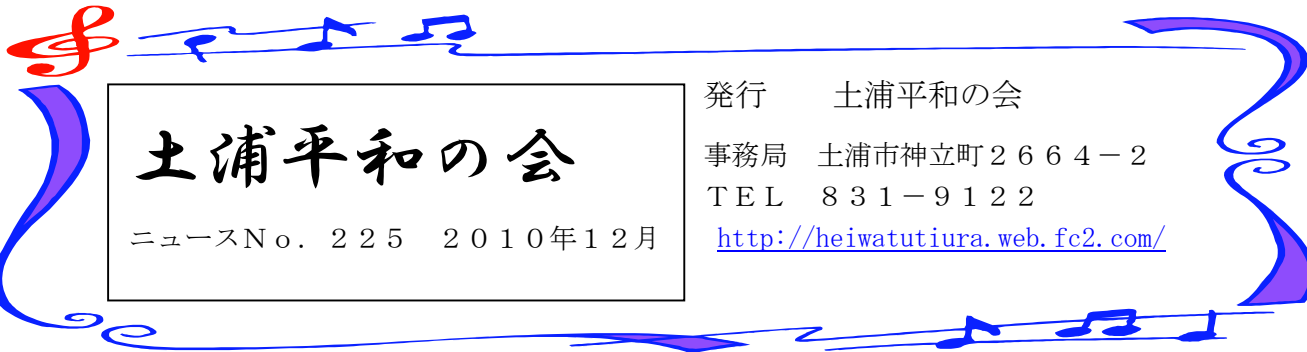 土浦平和の会
ニュースNo．225　2010年12月
発行　　土浦平和の会
事務局　土浦市神立町2664－2
TEL　831－9122
http://heiwatutiura.web.fc2.com/